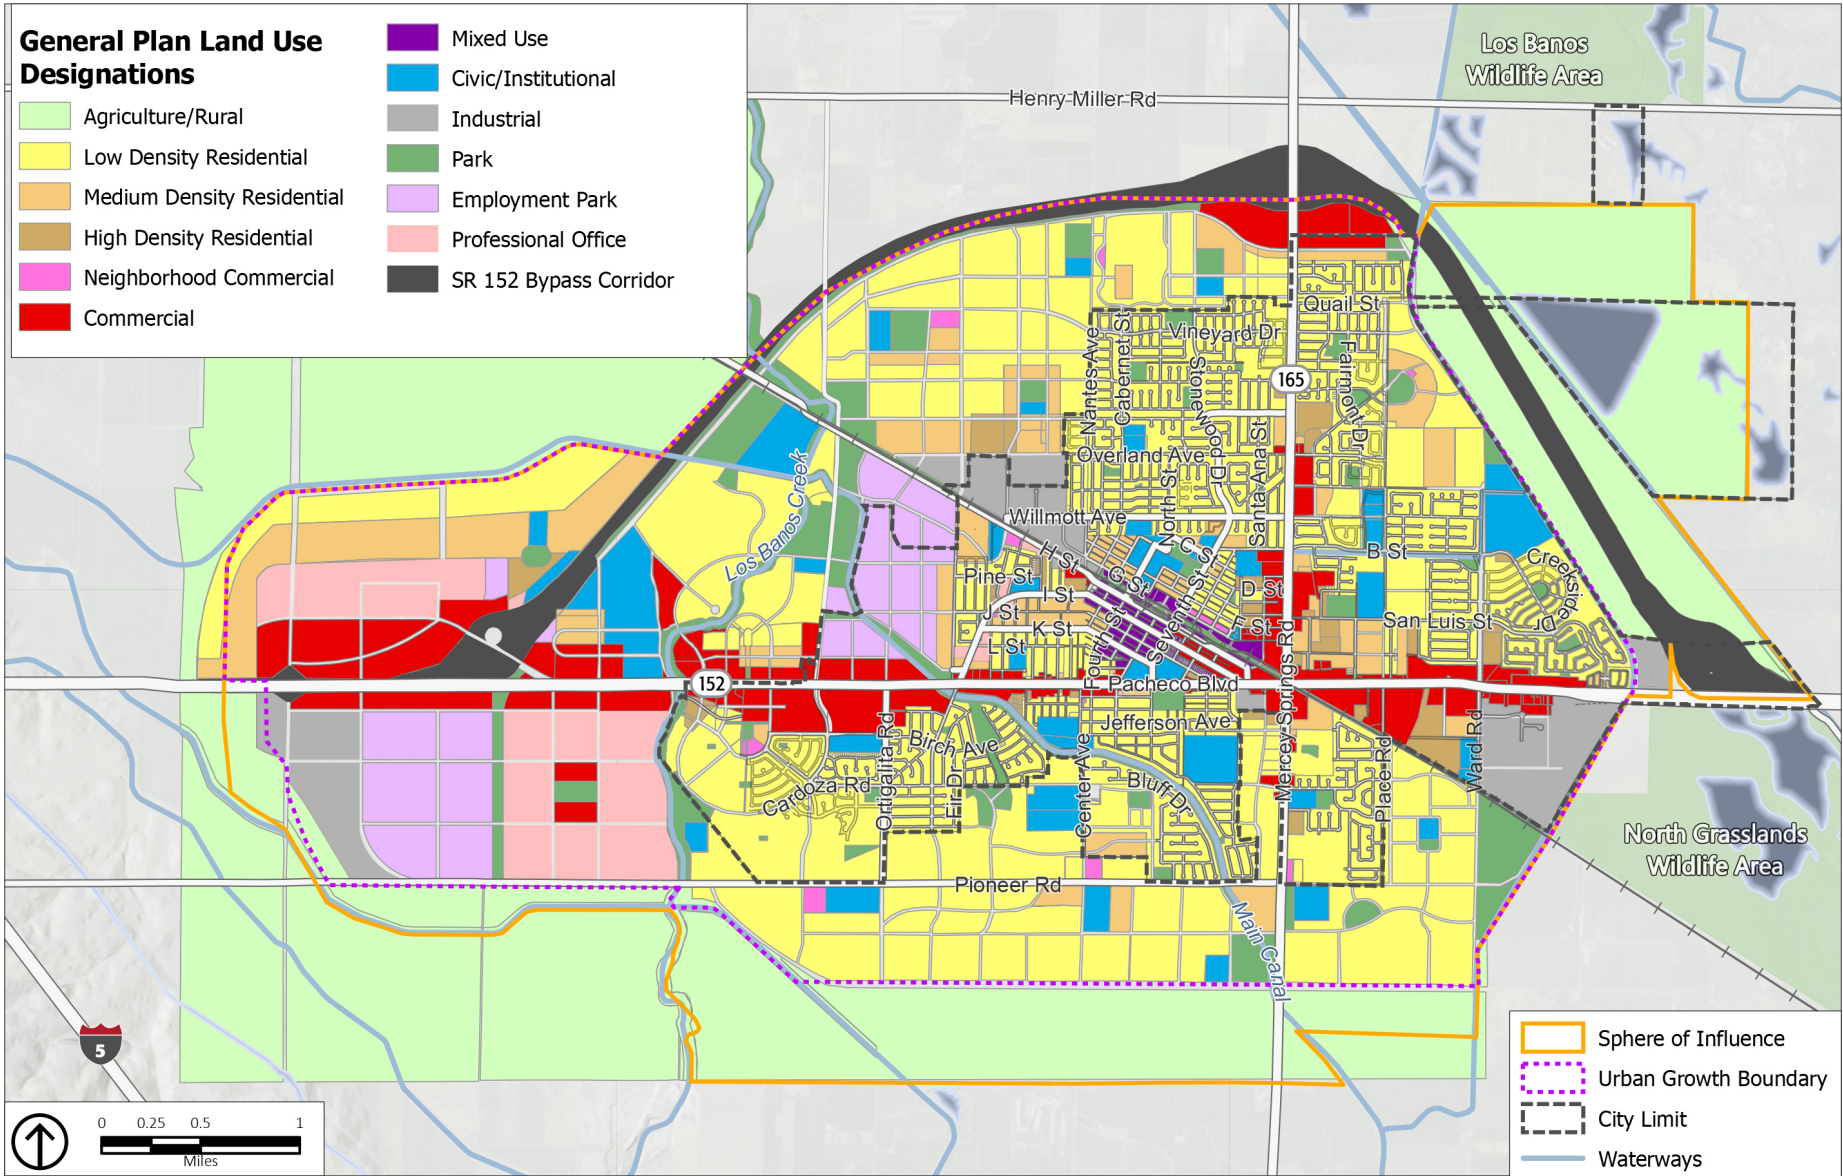 General Plan Land Use
Designations
Agriculture/Rural
Low Density Residential
Medium Density Residential
High Density Residential
Neighborhood Commercial
Commercial
Mixed Use
Civic/Institutional
Industrial
Park
Employment Park
Professional Office
SR 152 Bypass Corridor
Los Banos
Wildlife Area
Henry Miller Rd
Quail St
Vineyard Dr
Nantes Ave
Cabernet St
Stonewood Dr
Fairmont Dr
165
Overland Ave
North St
Santa Ana St
Los Banos Creek
Willmott Ave
H St
C St
B St
Creekside Dr
Pine St
G St
I St
D St
J St
K St
Fourth St
Seventh St
F St
San Luis St
L St
152
Pacheco Blvd
Mercey Springs Rd
Jefferson Ave
Birch Ave
Ortigalita Rd
Cardoza Rd
Fir Dr
Center Ave
Bluff Dr
Place Rd
Ward Rd
North Grasslands
Wildlife Area
Pioneer Rd
Main Canal
5
0 0.25 0.5 1
Miles
Sphere of Influence
Urban Growth Boundary
City Limit
Waterways